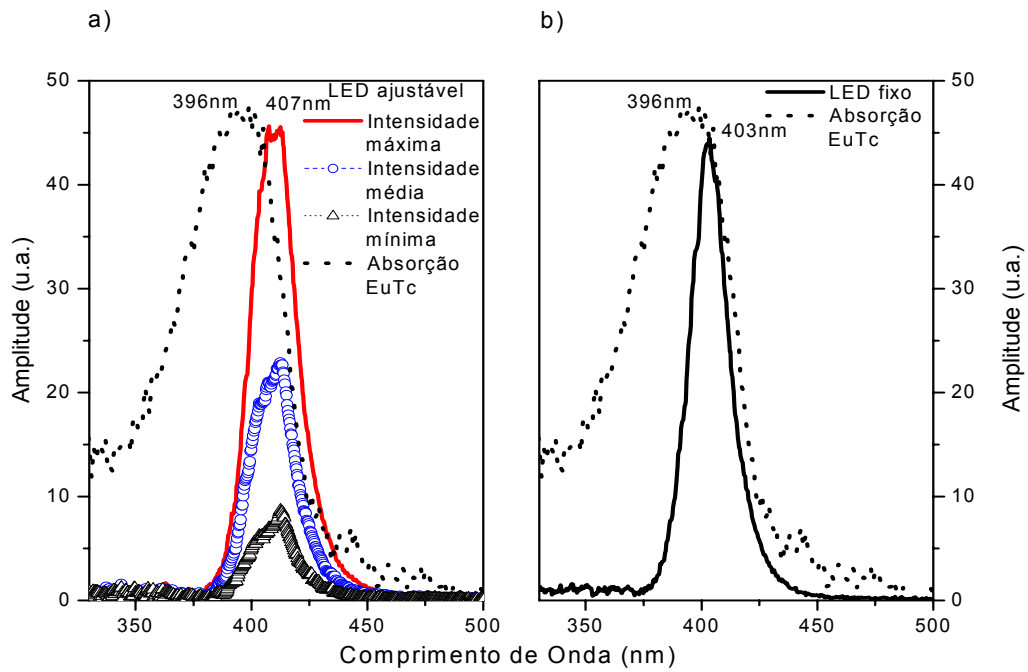 a)
b)
LED ajustável
Intensidade
máxima
Intensidade
média
Intensidade
mínima
Absorção
EuTc
396nm
407nm
50
40
30
20
10
0
Amplitude (u.a.)
350
400
450
500
LED fixo
Absorção
EuTc
396nm
403nm
50
40
30
20
10
0
Amplitude (u.a.)
350
400
450
500
Comprimento de Onda (nm)